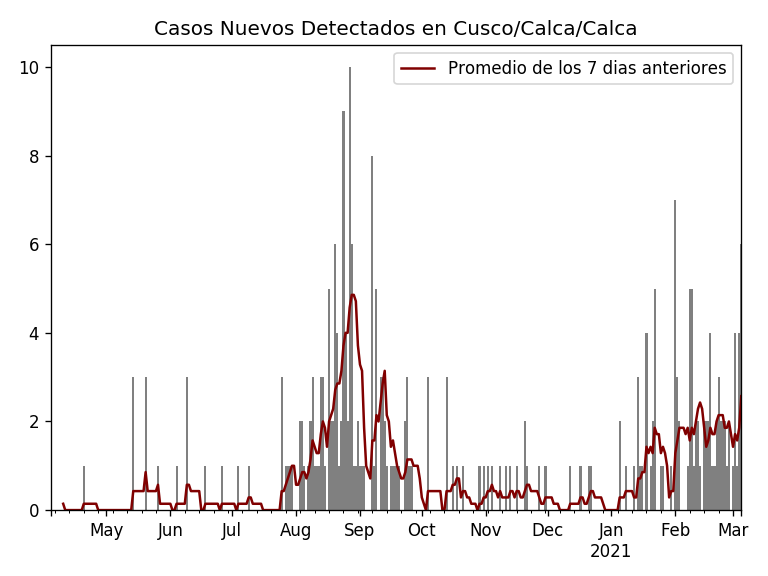 Casos Nuevos Detectados en Cusco/Calca/Calca
Promedio de los 7 dias anteriores
10
8
6
4
2
0
May Jun Jul Aug Sep Oct Nov Dec Jan Feb Mar
2021